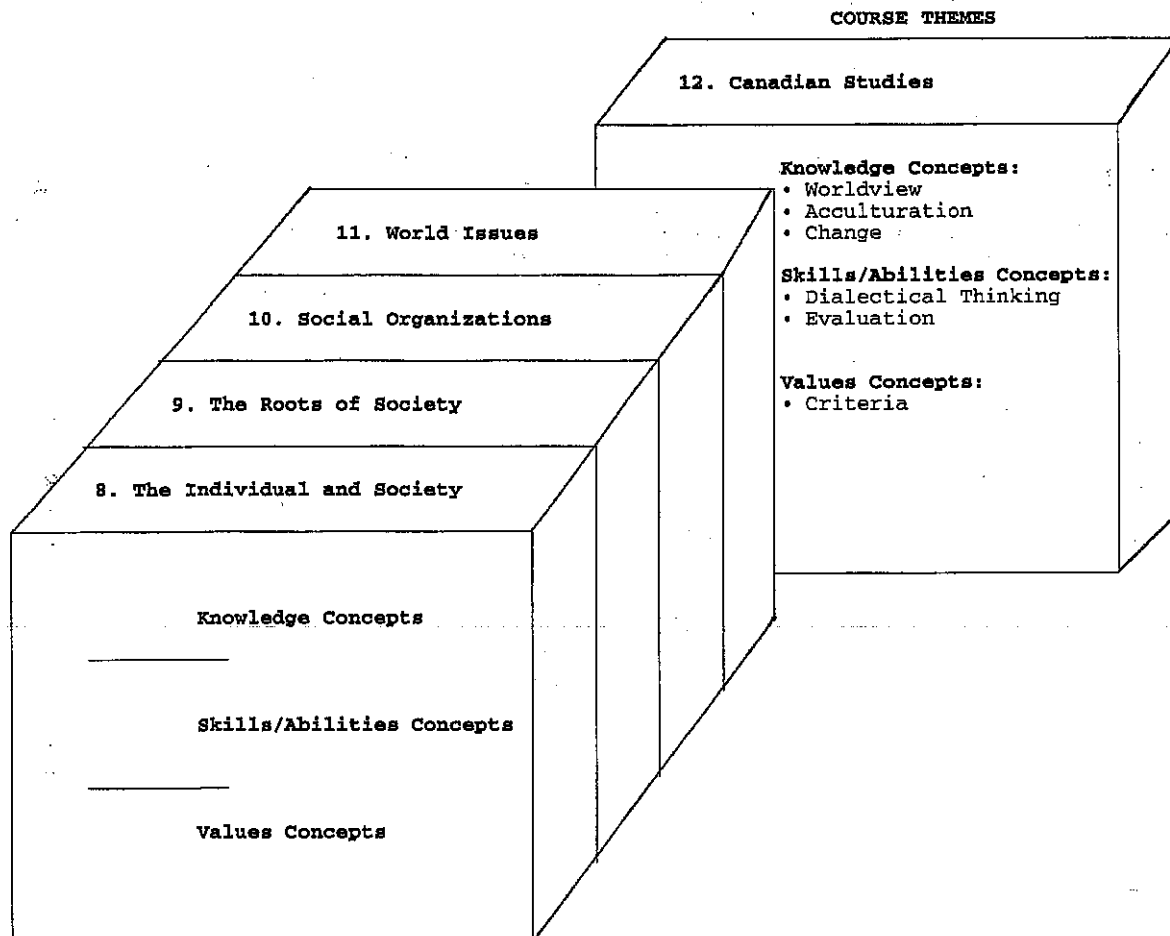 COURSE THEMES
12. Canadian Studies
Knowledge Concepts:
• Worldview
• Acculturation
• Change
Skills/Abilities Concepts:
• Dialectical Thinking
• Evaluation
Values Concepts:
• Criteria
11. World Issues
10. Social Organizations
9. The Roots of Society
8. The Individual and Society
Knowledge Concepts
Skills/Abilities Concepts
Values Concepts